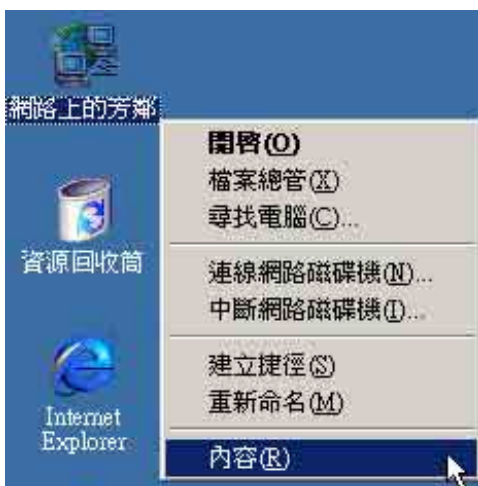 網路上的芳鄰
資源回收筒
Internet
Explorer
開啓(O)
檔案總管(X)
尋找電腦(C)...
連線網路磁碟機(N)...
中斷網路磁碟機(I)...
建立捷徑(S)
重新命名(M)
內容(R)